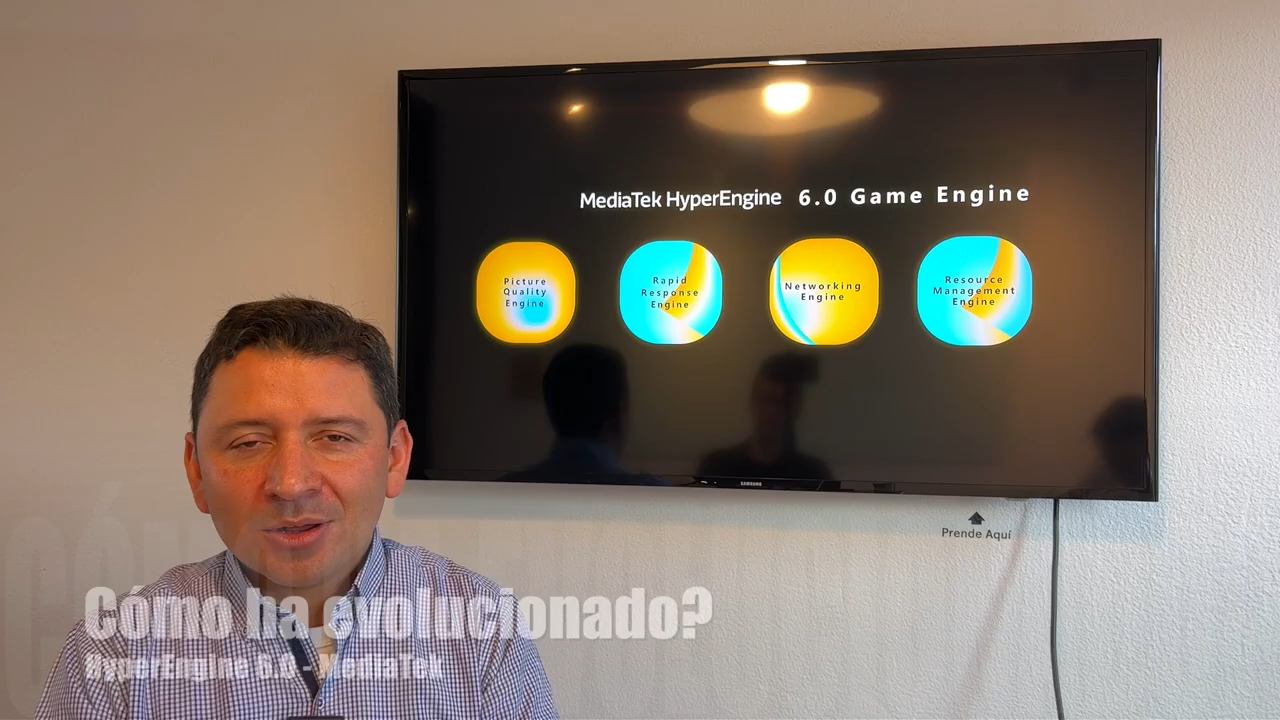 MediaTek HyperEngine 6.0 Game Engine
Picture
Quality
Engine
Rapid
Response
Engine
Networking
Engine
Resource
Management
Engine
SAMSUNG
Prende Aquí
Cómo ha evolucionado?
HyperEngine 6.0 - MediaTek